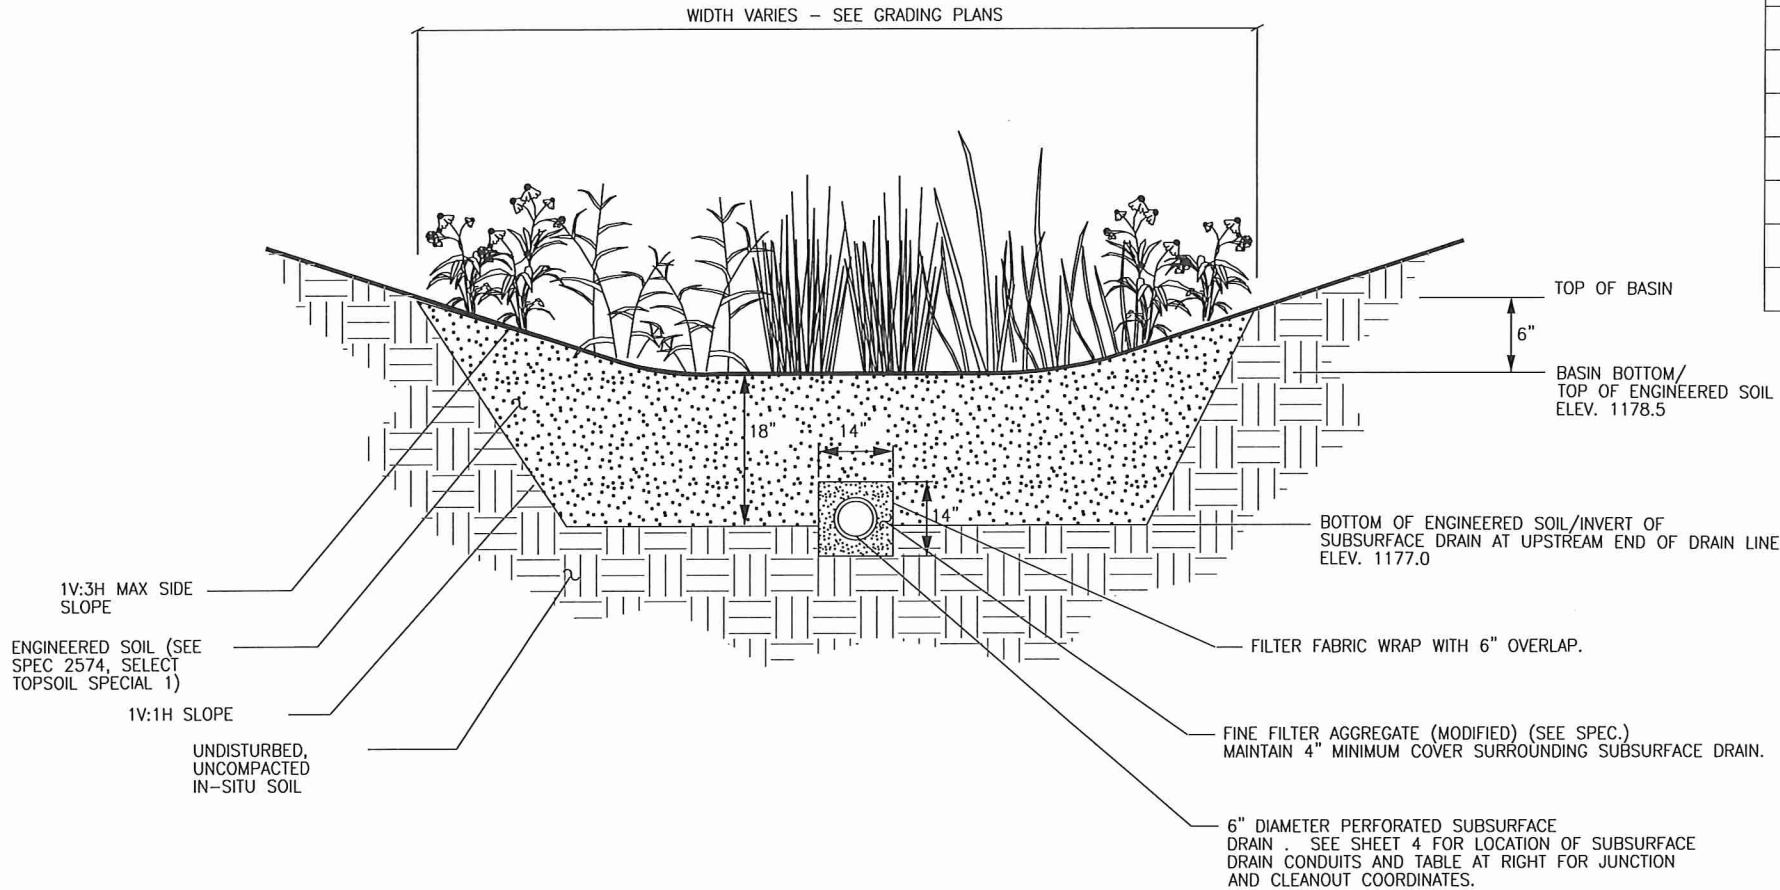 WIDTH VARIES – SEE GRADING PLANS
TOP OF BASIN
6"
BASIN BOTTOM/
TOP OF ENGINEERED SOIL
ELEV. 1178.5
18"
14"
14"
BOTTOM OF ENGINEERED SOIL/INVERT OF
SUBSURFACE DRAIN AT UPSTREAM END OF DRAIN LINE
ELEV. 1177.0
1V:3H MAX SIDE
SLOPE
ENGINEERED SOIL (SEE
SPEC 2574, SELECT
TOPSOIL SPECIAL 1)
1V:1H SLOPE
UNDISTURBED,
UNCOMPACTED
IN-SITU SOIL
FILTER FABRIC WRAP WITH 6" OVERLAP.
FINE FILTER AGGREGATE (MODIFIED) (SEE SPEC.)
MAINTAIN 4" MINIMUM COVER SURROUNDING SUBSURFACE DRAIN.
6" DIAMETER PERFORATED SUBSURFACE
DRAIN . SEE SHEET 4 FOR LOCATION OF SUBSURFACE
DRAIN CONDUITS AND TABLE AT RIGHT FOR JUNCTION
AND CLEANOUT COORDINATES.